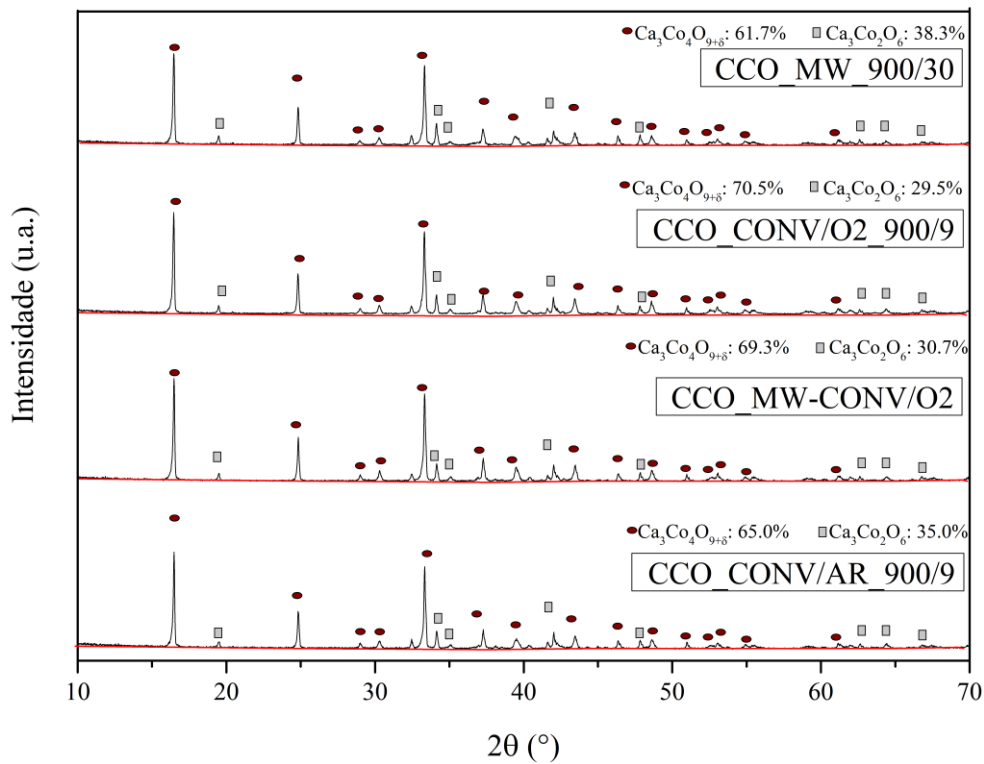 Ca₃Co₄O₉₊δ: 61.7% Ca₃Co₂O₆: 38.3%
CCO_MW_900/30
Ca₃Co₄O₉₊δ: 70.5% Ca₃Co₂O₆: 29.5%
CCO_CONV/O2_900/9
Ca₃Co₄O₉₊δ: 69.3% Ca₃Co₂O₆: 30.7%
CCO_MW-CONV/O2
Ca₃Co₄O₉₊δ: 65.0% Ca₃Co₂O₆: 35.0%
CCO_CONV/AR_900/9
Intensidade (u.a.)
10 20 30 40 50 60 70
2θ (°)